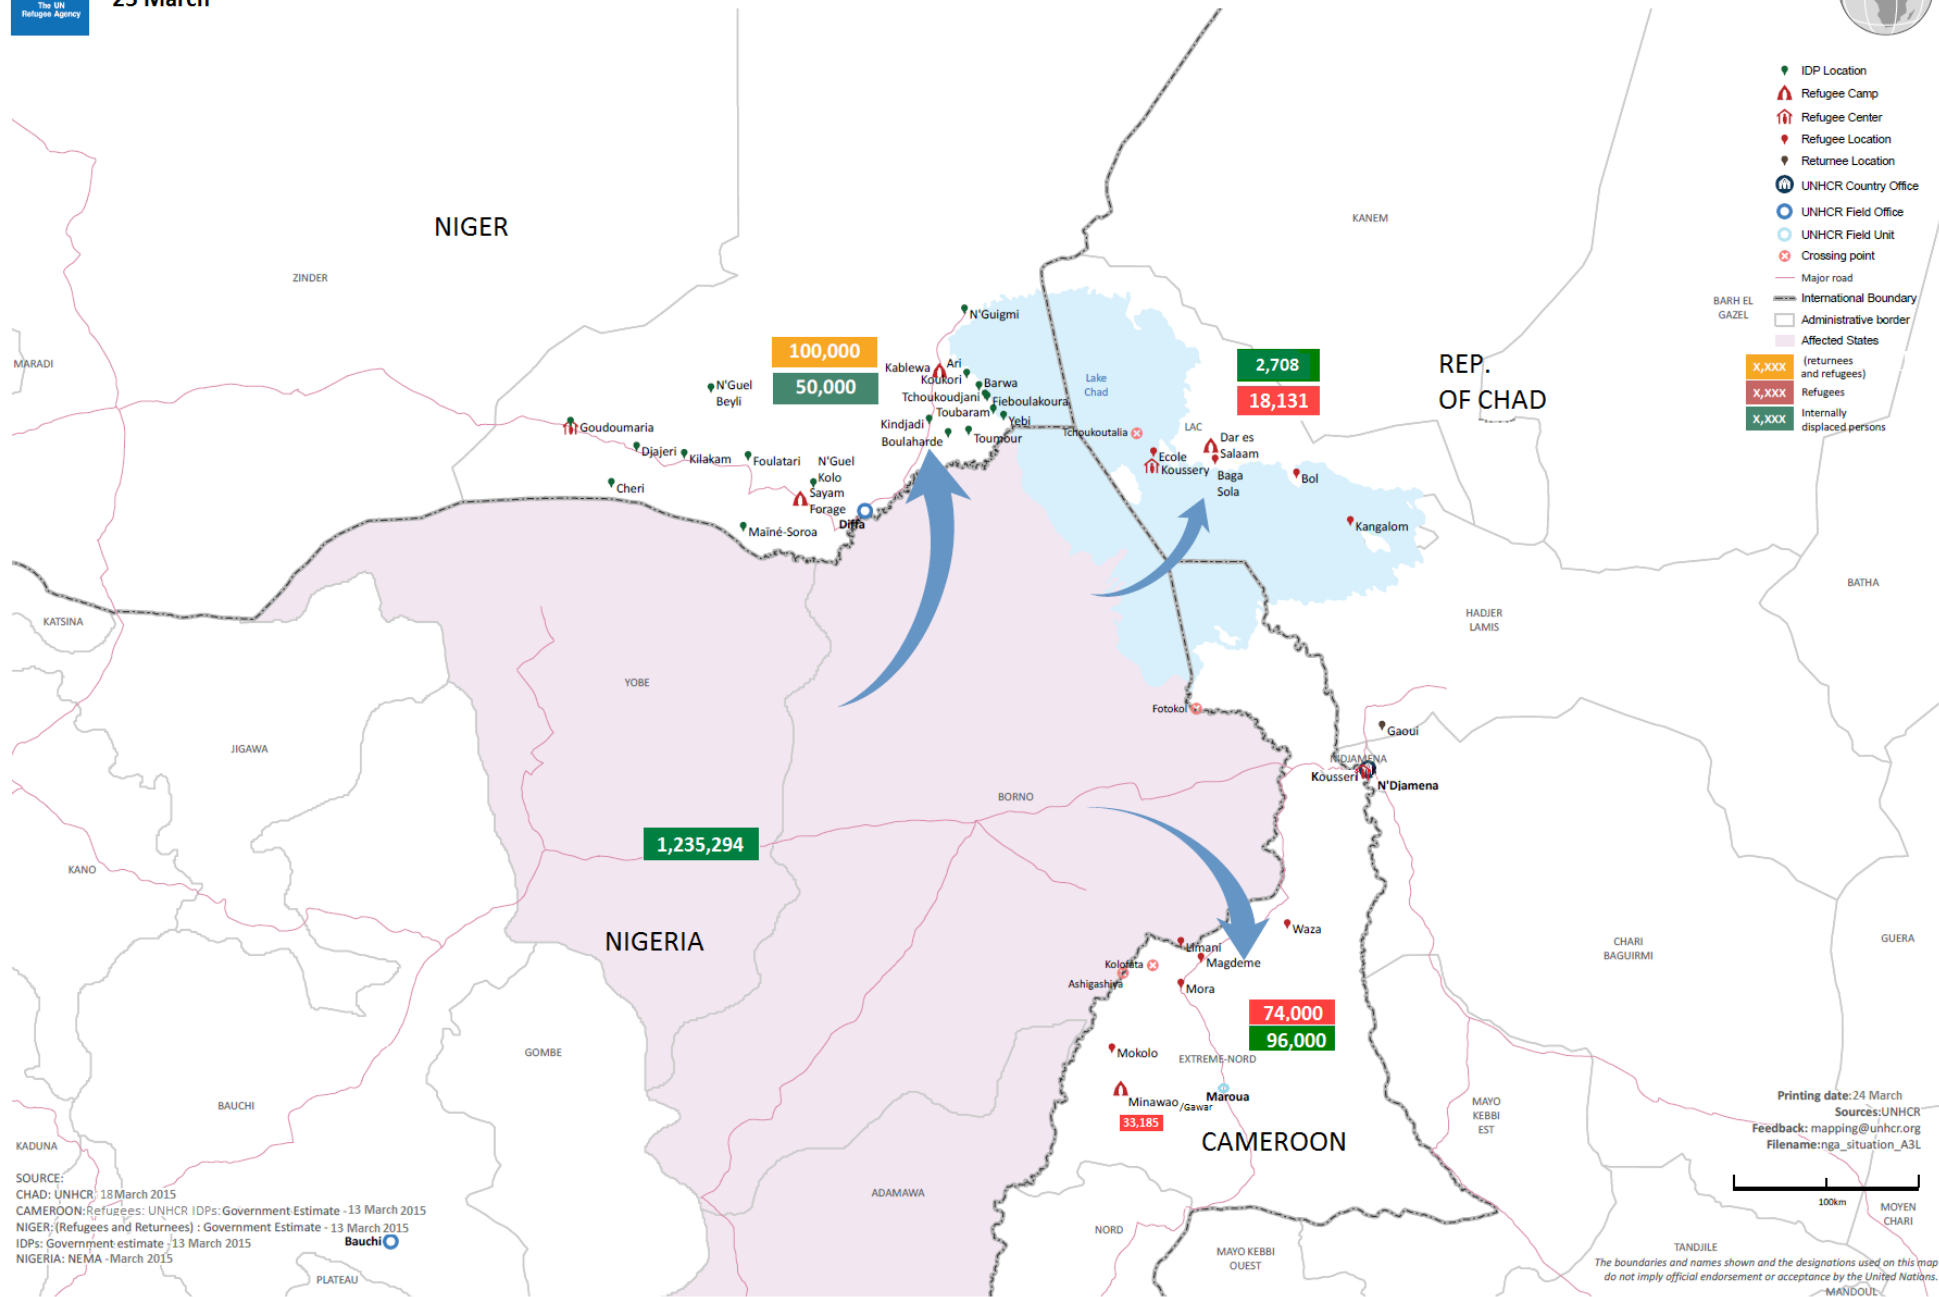 The UN
Refugee Agency
IDP Location
Refugee Camp
Refugee Center
Refugee Location
Returnee Location
UNHCR Country Office
UNHCR Field Office
UNHCR Field Unit
Crossing point
Major road
International Boundary
Administrative border
Affected States
X,XXX
(returnees
and refugees)
X,XXX
Refugees
X,XXX
Internally
displaced persons
NIGER
ZINDER
MARADI
KANEM
BARH EL
GAZEL
REP.
OF CHAD
100,000
50,000
2,708
18,131
N'Guigmi
Kablewa
Ari
Koukori
Barwa
Tchoukoudjani
Fieboulakoura
Toubaram
Yebi
Kindjadi
Boulaharde
Toumour
N'Guel
Beyli
Goudoumaria
Djajeri
Kilakam
Foulatari
N'Guel
Kolo
Cheri
Sayam
Forage
Diffa
Maïné-Soroa
Lake
Chad
Tchoukoutalia
LAC
Dar es
Salaam
Ecole
Koussery
Baga
Sola
Bol
Kangalom
KATSINA
YOBE
JIGAWA
KANO
HADJER
LAMIS
BATHA
Fotokol
Gaoui
NDJAMENA
Kousseri
N'Djamena
BORNO
1,235,294
NIGERIA
Waza
Limani
Kolofata
Magdeme
Ashigashiya
Mora
CHARI
BAGUIRMI
GUERA
74,000
96,000
Mokolo
EXTREME-NORD
Minawao
/Gawar
Maroua
33,185
CAMEROON
GOMBE
BAUCHI
KADUNA
MAYO
KEBBI
EST
Printing date:24 March
Sources:UNHCR
Feedback: mapping@unhcr.org
Filename:nga_situation_A3L
100km
SOURCE:
CHAD: UNHCR 18 March 2015
CAMEROON:Refugees: UNHCR IDPs:Government Estimate - 13 March 2015
NIGER: (Refugees and Returnees) : Government Estimate - 13 March 2015
IDPs: Government estimate - 13 March 2015
NIGERIA: NEMA - March 2015
Bauchi
PLATEAU
ADAMAWA
NORD
MAYO KEBBI
OUEST
TANDJILE
MOYEN
CHARI
The boundaries and names shown and the designations used on this map
do not imply official endorsement or acceptance by the United Nations.
MANDOUL